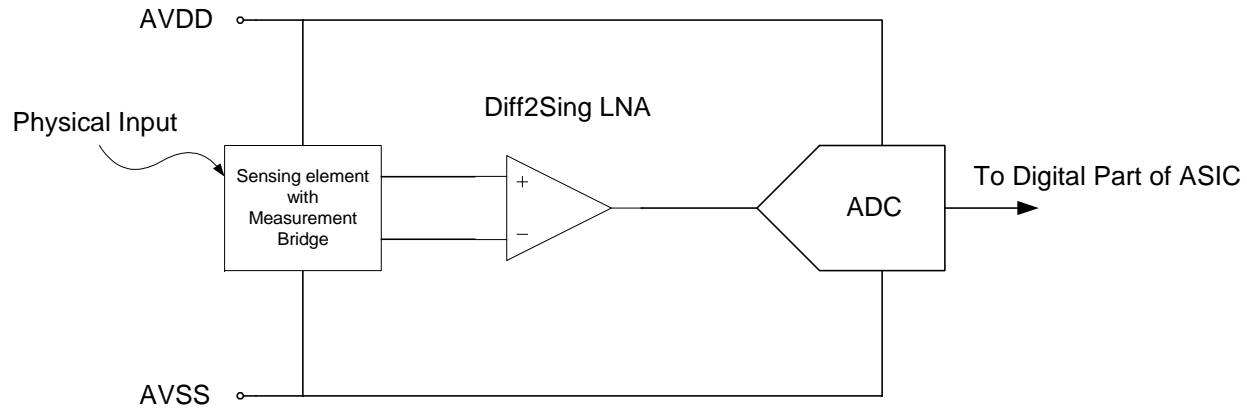 AVDD
Diff2Sing LNA
Physical Input
Sensing element
with
Measurement
Bridge
+
−
ADC
To Digital Part of ASIC
AVSS